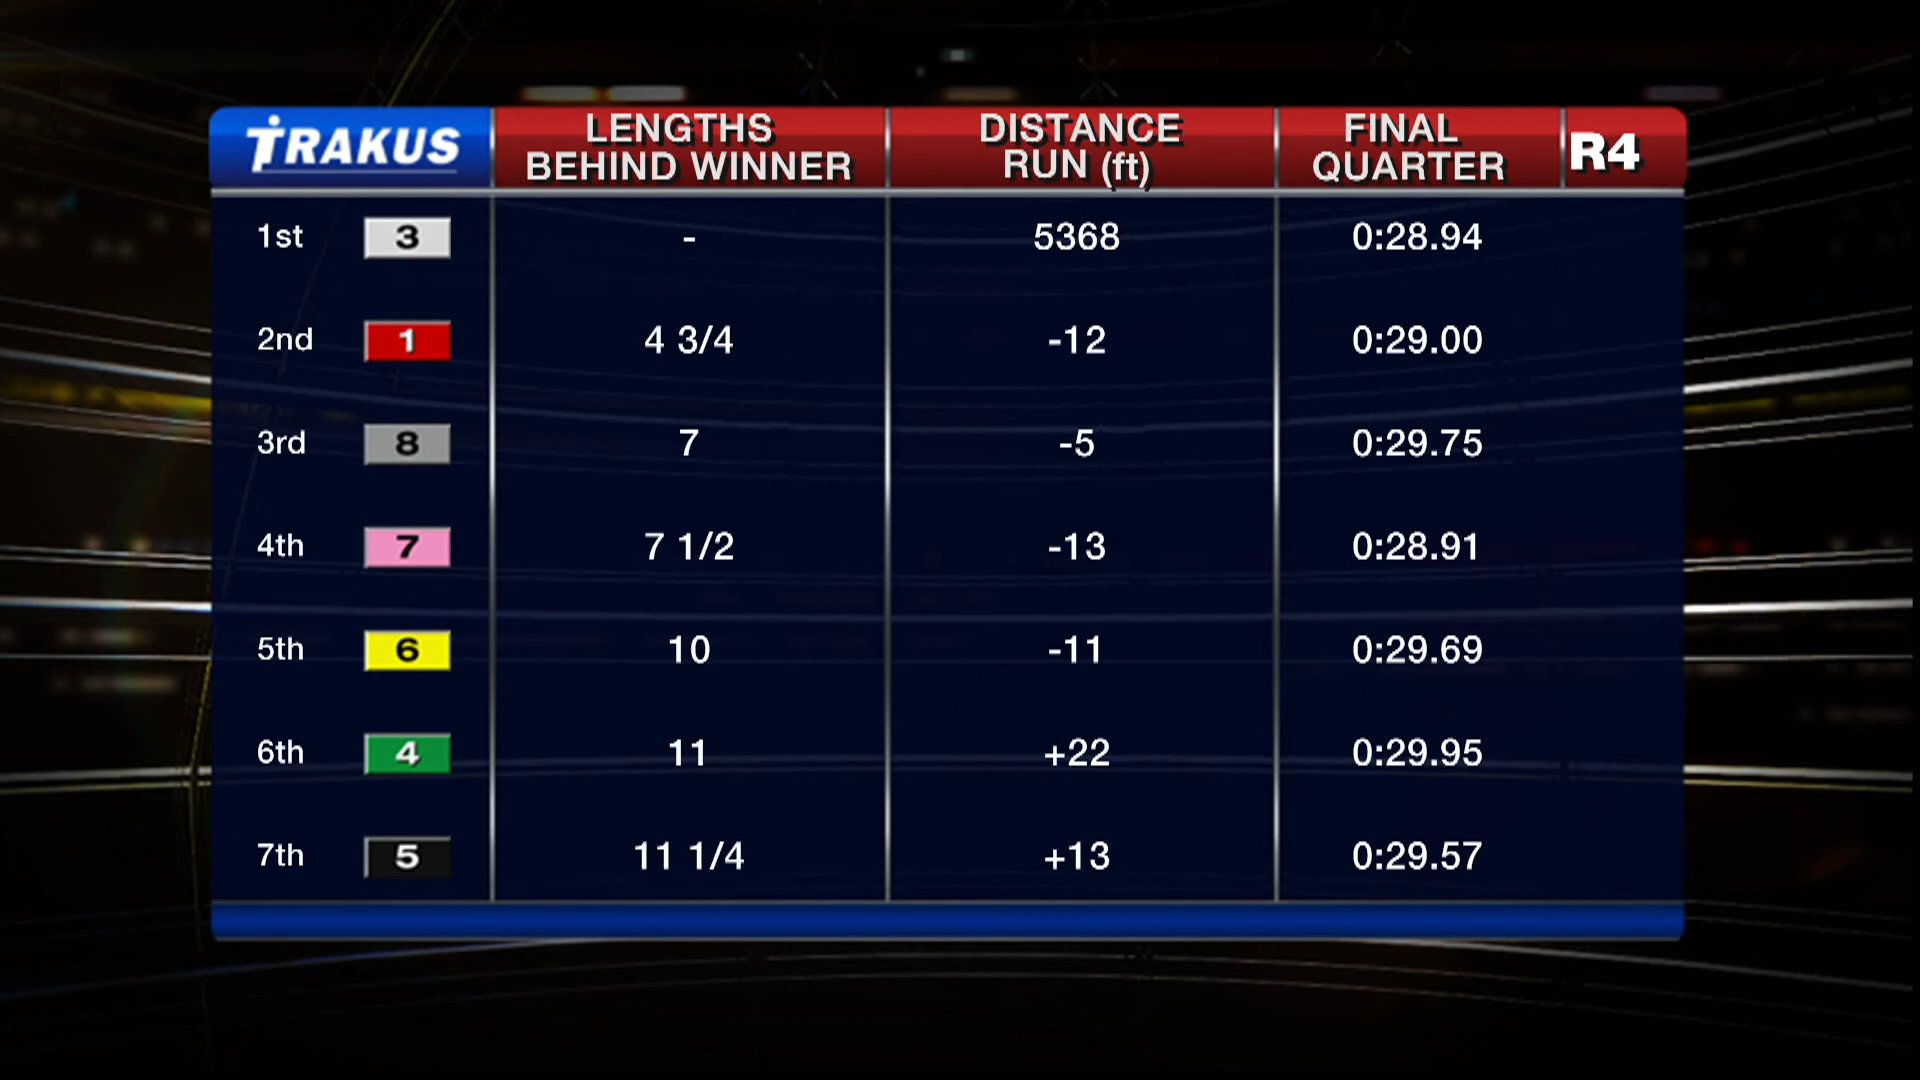 TRAKUS LENGTHS BEHIND WINNER DISTANCE RUN (ft) FINAL QUARTER R4
1st 3 - 5368 0:28.94
2nd 1 4 3/4 -12 0:29.00
3rd 8 7 -5 0:29.75
4th 7 7 1/2 -13 0:28.91
5th 6 10 -11 0:29.69
6th 4 11 +22 0:29.95
7th 5 11 1/4 +13 0:29.57